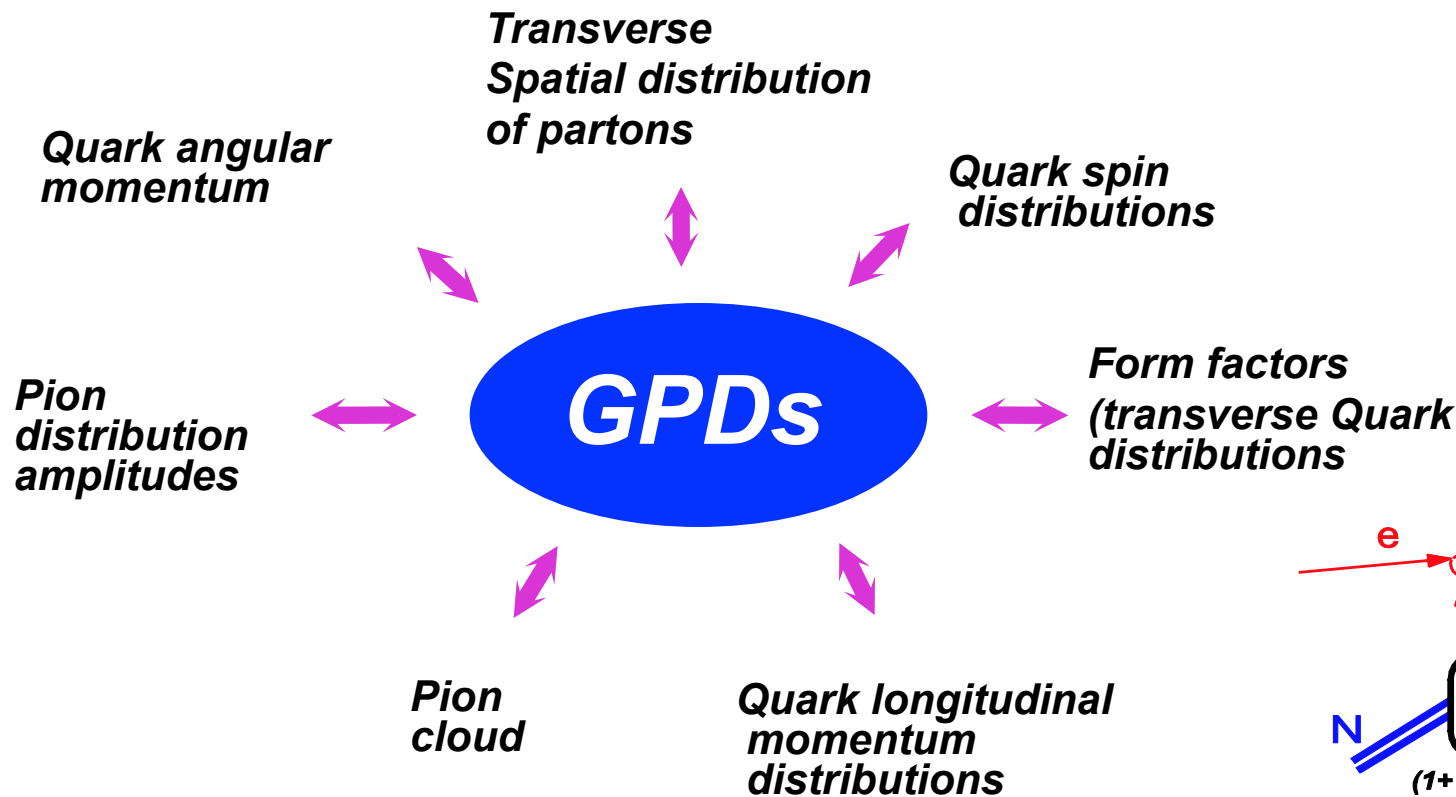 Transverse
Spatial distribution
of partons
Quark angular
momentum
Quark spin
distributions
Pion
distribution
amplitudes
GPDs
Form factors
(transverse Quark
distributions
e
Pion
cloud
Quark longitudinal
momentum
distributions
N
(1+